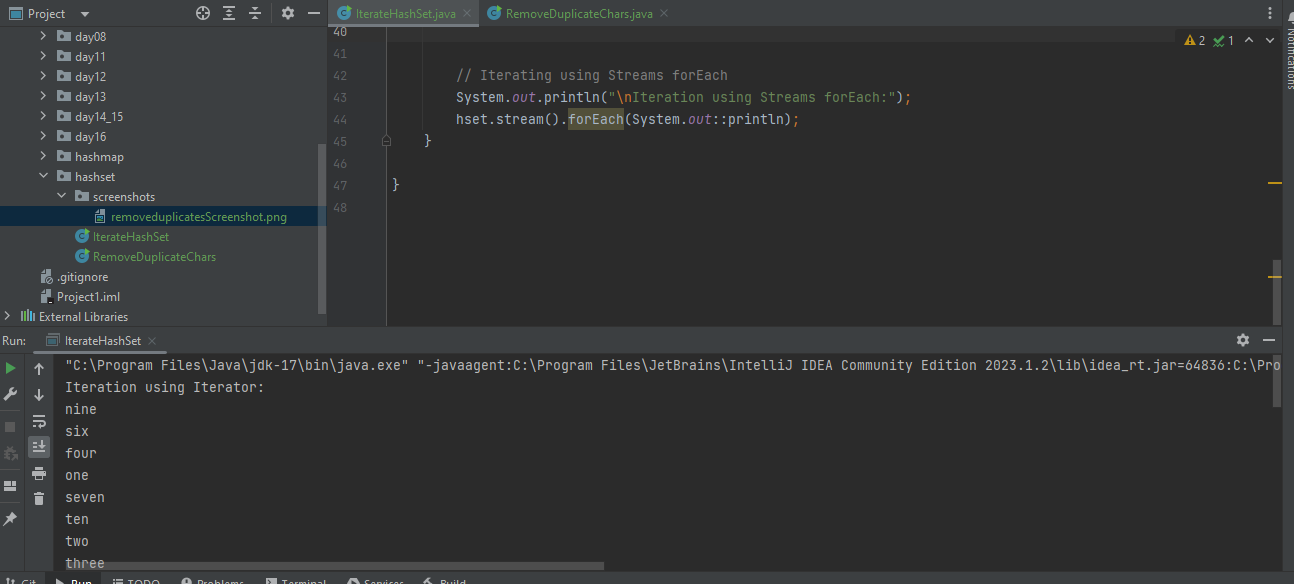 Project
IterateHashSet.java
RemoveDuplicateChars.java
day08
day11
day12
day13
day14_15
day16
hashmap
hashset
screenshots
removeduplicatesScreenshot.png
IterateHashSet
RemoveDuplicateChars
.gitignore
Project1.iml
External Libraries
40
41
42 // Iterating using Streams forEach
43 System.out.println("\nIteration using Streams forEach:");
44 hset.stream().forEach(System.out::println);
45 }
46
47 }
48
2 1
Notifications
Run: IterateHashSet
"C:\Program Files\Java\jdk-17\bin\java.exe" "-javaagent:C:\Program Files\JetBrains\IntelliJ IDEA Community Edition 2023.1.2\lib\idea_rt.jar=64836:C:\Pro
Iteration using Iterator:
nine
six
four
one
seven
ten
two
three
Git Run TODO Problems Terminal Services Build